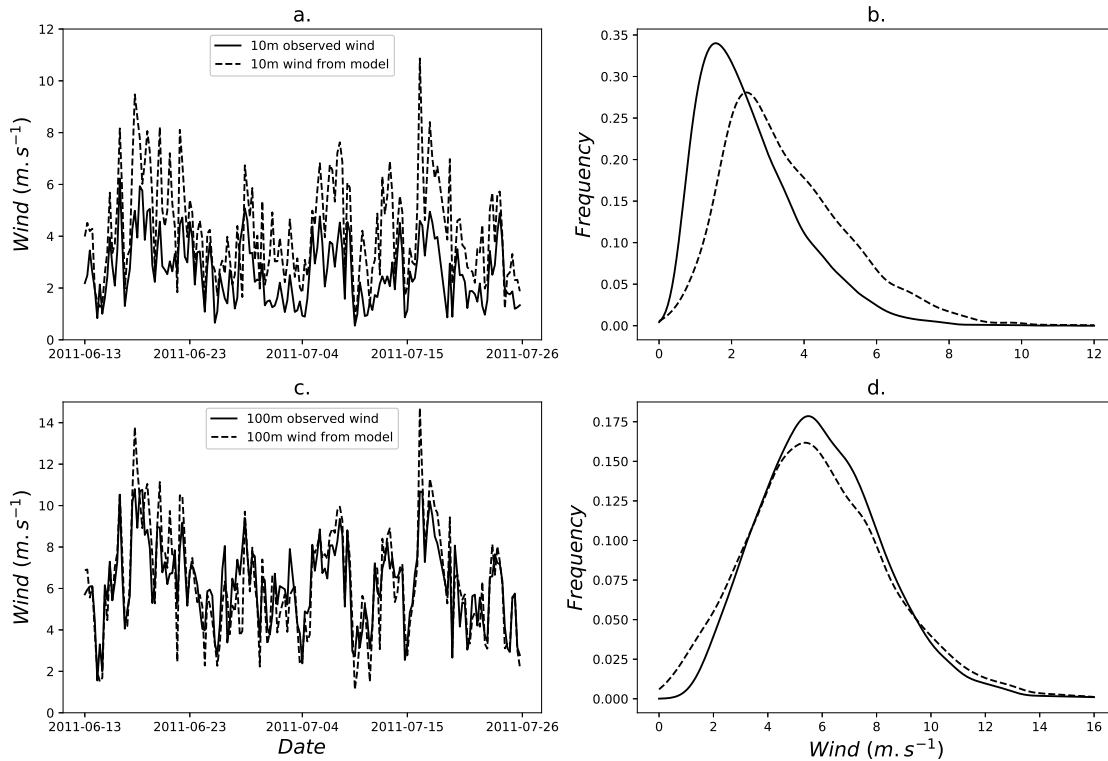 a.
12
10
8
6
4
2
0
Wind (m. s⁻¹)
10m observed wind
10m wind from model
2011-06-13 2011-06-23 2011-07-04 2011-07-15 2011-07-26
b.
0.35
0.30
0.25
0.20
0.15
0.10
0.05
0.00
Frequency
0 2 4 6 8 10 12
c.
14
12
10
8
6
4
2
0
Wind (m. s⁻¹)
100m observed wind
100m wind from model
2011-06-13 2011-06-23 2011-07-04 2011-07-15 2011-07-26
Date
d.
0.175
0.150
0.125
0.100
0.075
0.050
0.025
0.000
Frequency
0 2 4 6 8 10 12 14 16
Wind (m. s⁻¹)